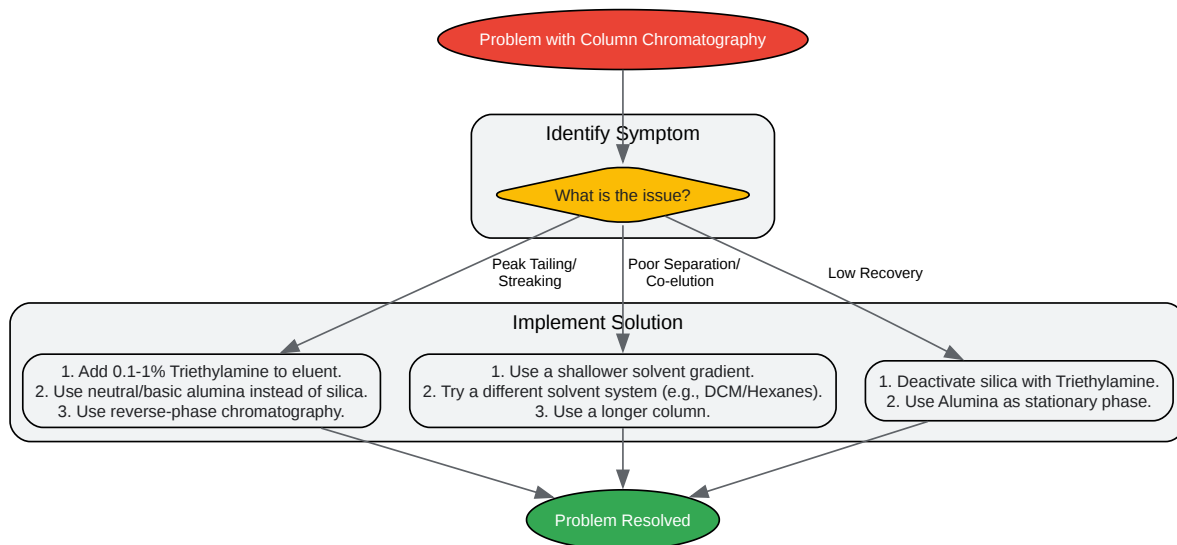 Problem with Column Chromatography
Identify Symptom
What is the issue?
Peak Tailing/
Streaking
Poor Separation/
Co-elution
Low Recovery
Implement Solution
1. Add 0.1-1% Triethylamine to eluent.
2. Use neutral/basic alumina instead of silica.
3. Use reverse-phase chromatography.
1. Use a shallower solvent gradient.
2. Try a different solvent system (e.g., DCM/Hexanes).
3. Use a longer column.
1. Deactivate silica with Triethylamine.
2. Use Alumina as stationary phase.
Problem Resolved